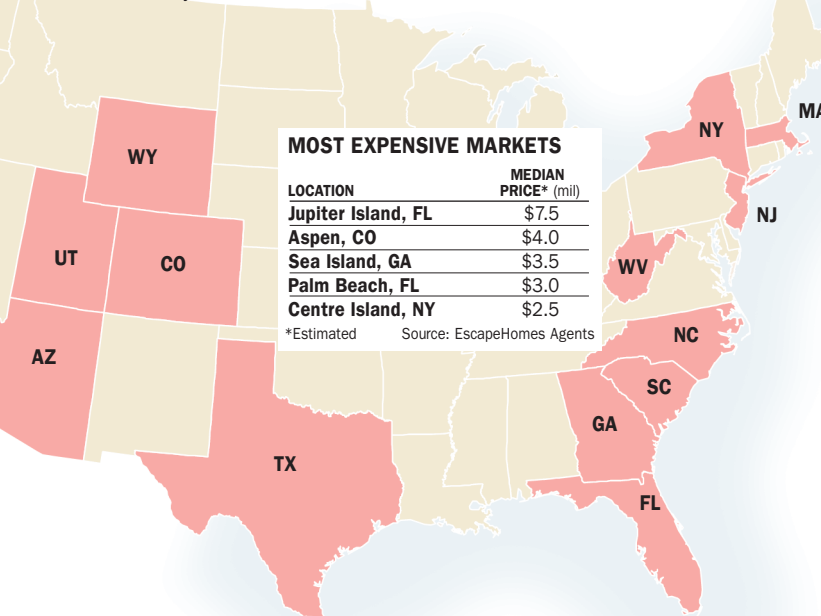 MOST EXPENSIVE MARKETS
LOCATION
MEDIAN
PRICE* (mil)
Jupiter Island, FL $7.5
Aspen, CO $4.0
Sea Island, GA $3.5
Palm Beach, FL $3.0
Centre Island, NY $2.5
*Estimated Source: EscapeHomes Agents
MA
NY
WY
NJ
UT
CO
WV
NC
AZ
SC
GA
TX
FL